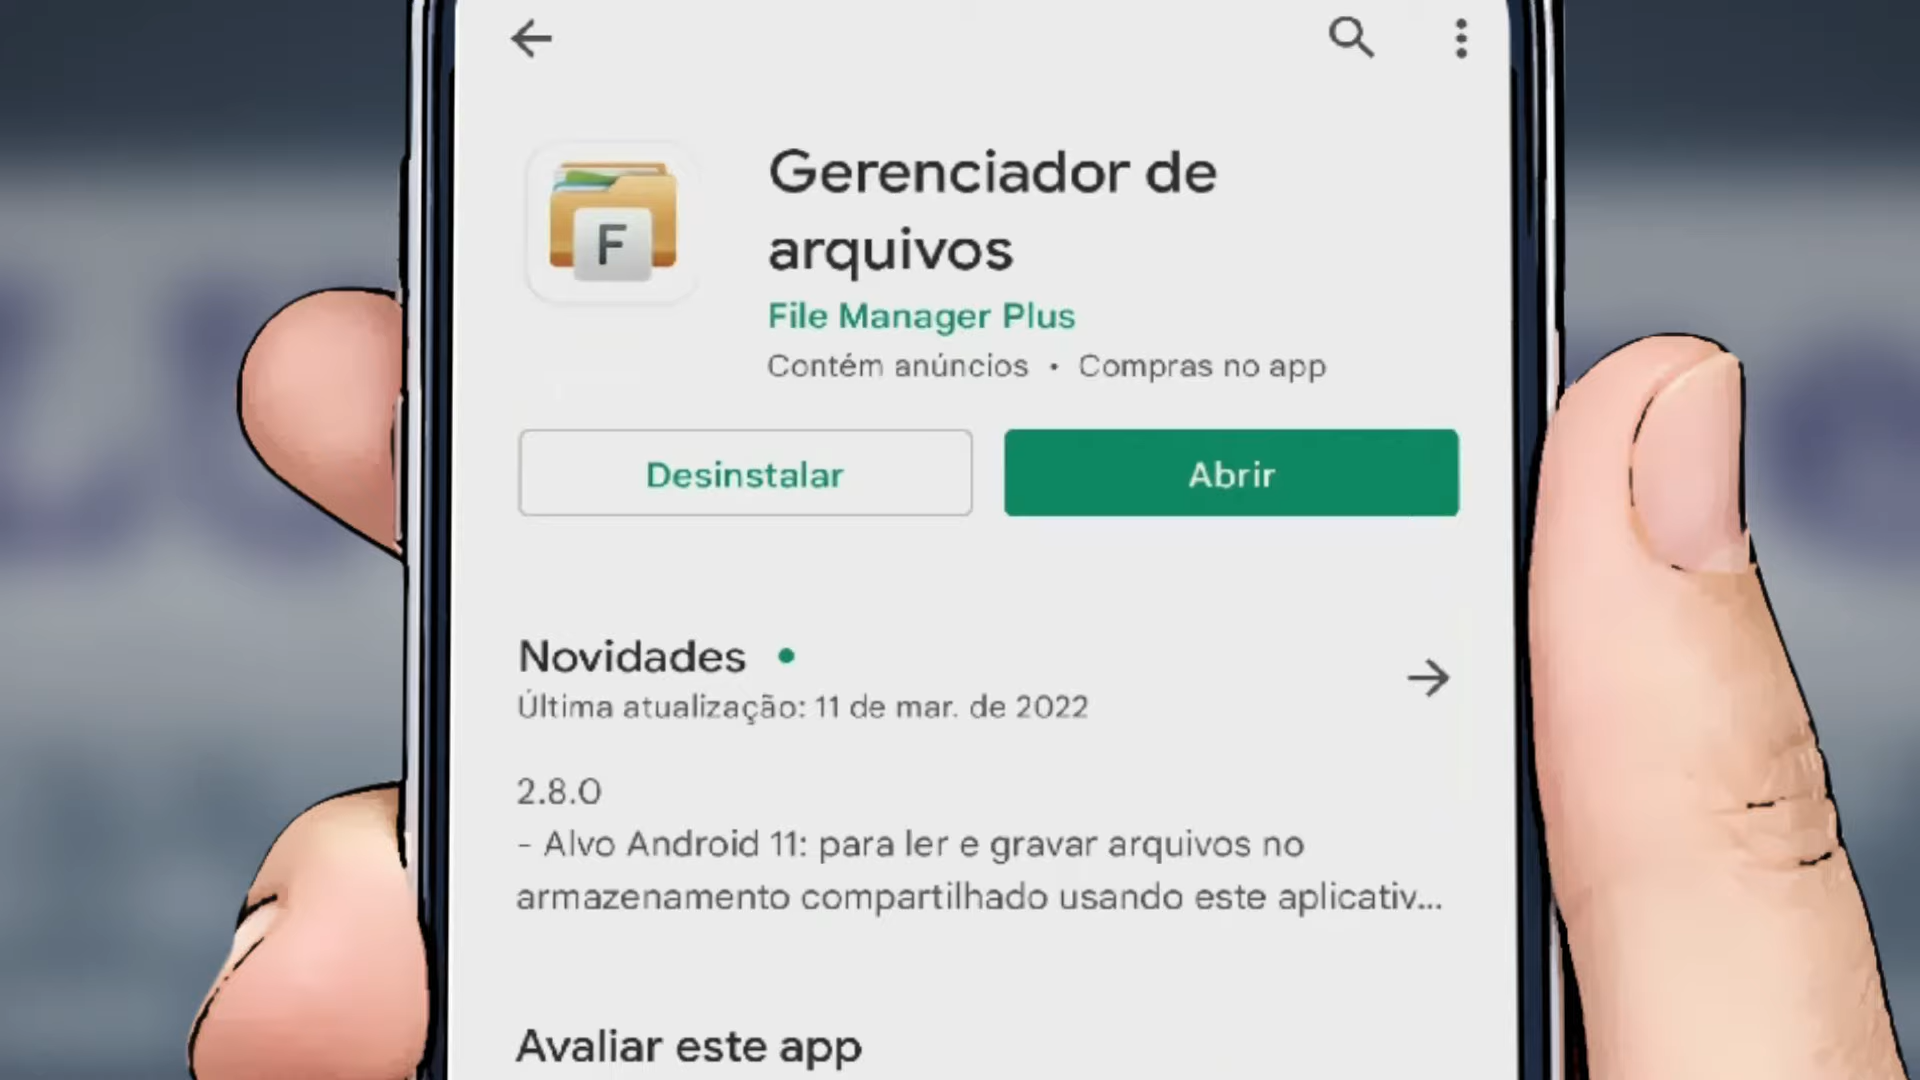 Gerenciador de
arquivos
F
File Manager Plus
Contém anúncios • Compras no app
Desinstalar
Abrir
Novidades
Última atualização: 11 de mar. de 2022
2.8.0
- Alvo Android 11: para ler e gravar arquivos no
armazenamento compartilhado usando este aplicativ...
Avaliar este app